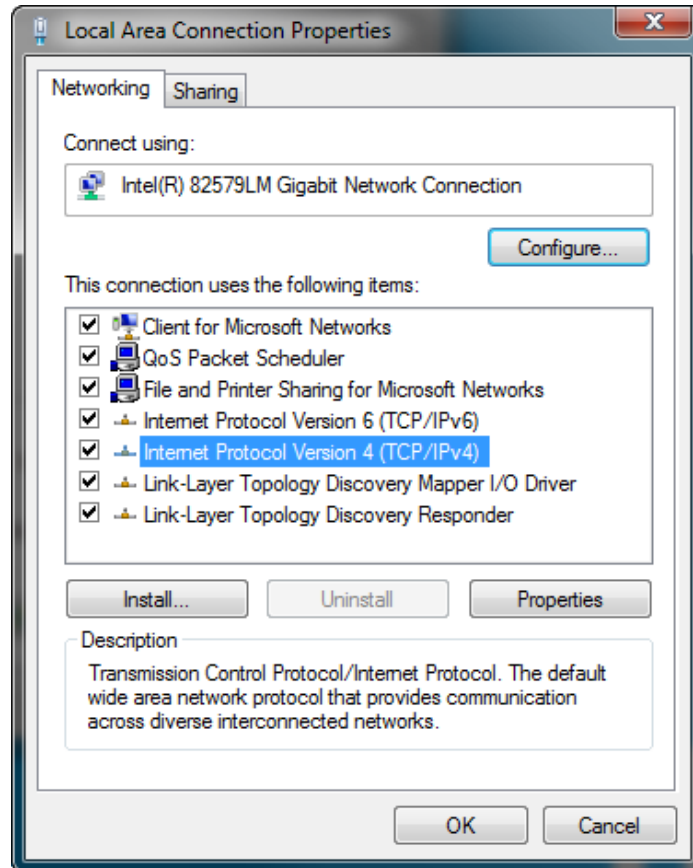 Local Area Connection Properties
Networking
Sharing
Connect using:
Intel(R) 82579LM Gigabit Network Connection
Configure...
This connection uses the following items:
Client for Microsoft Networks
QoS Packet Scheduler
File and Printer Sharing for Microsoft Networks
Internet Protocol Version 6 (TCP/IPv6)
Internet Protocol Version 4 (TCP/IPv4)
Link-Layer Topology Discovery Mapper I/O Driver
Link-Layer Topology Discovery Responder
Install...
Uninstall
Properties
Description
Transmission Control Protocol/Internet Protocol. The default
wide area network protocol that provides communication
across diverse interconnected networks.
OK
Cancel